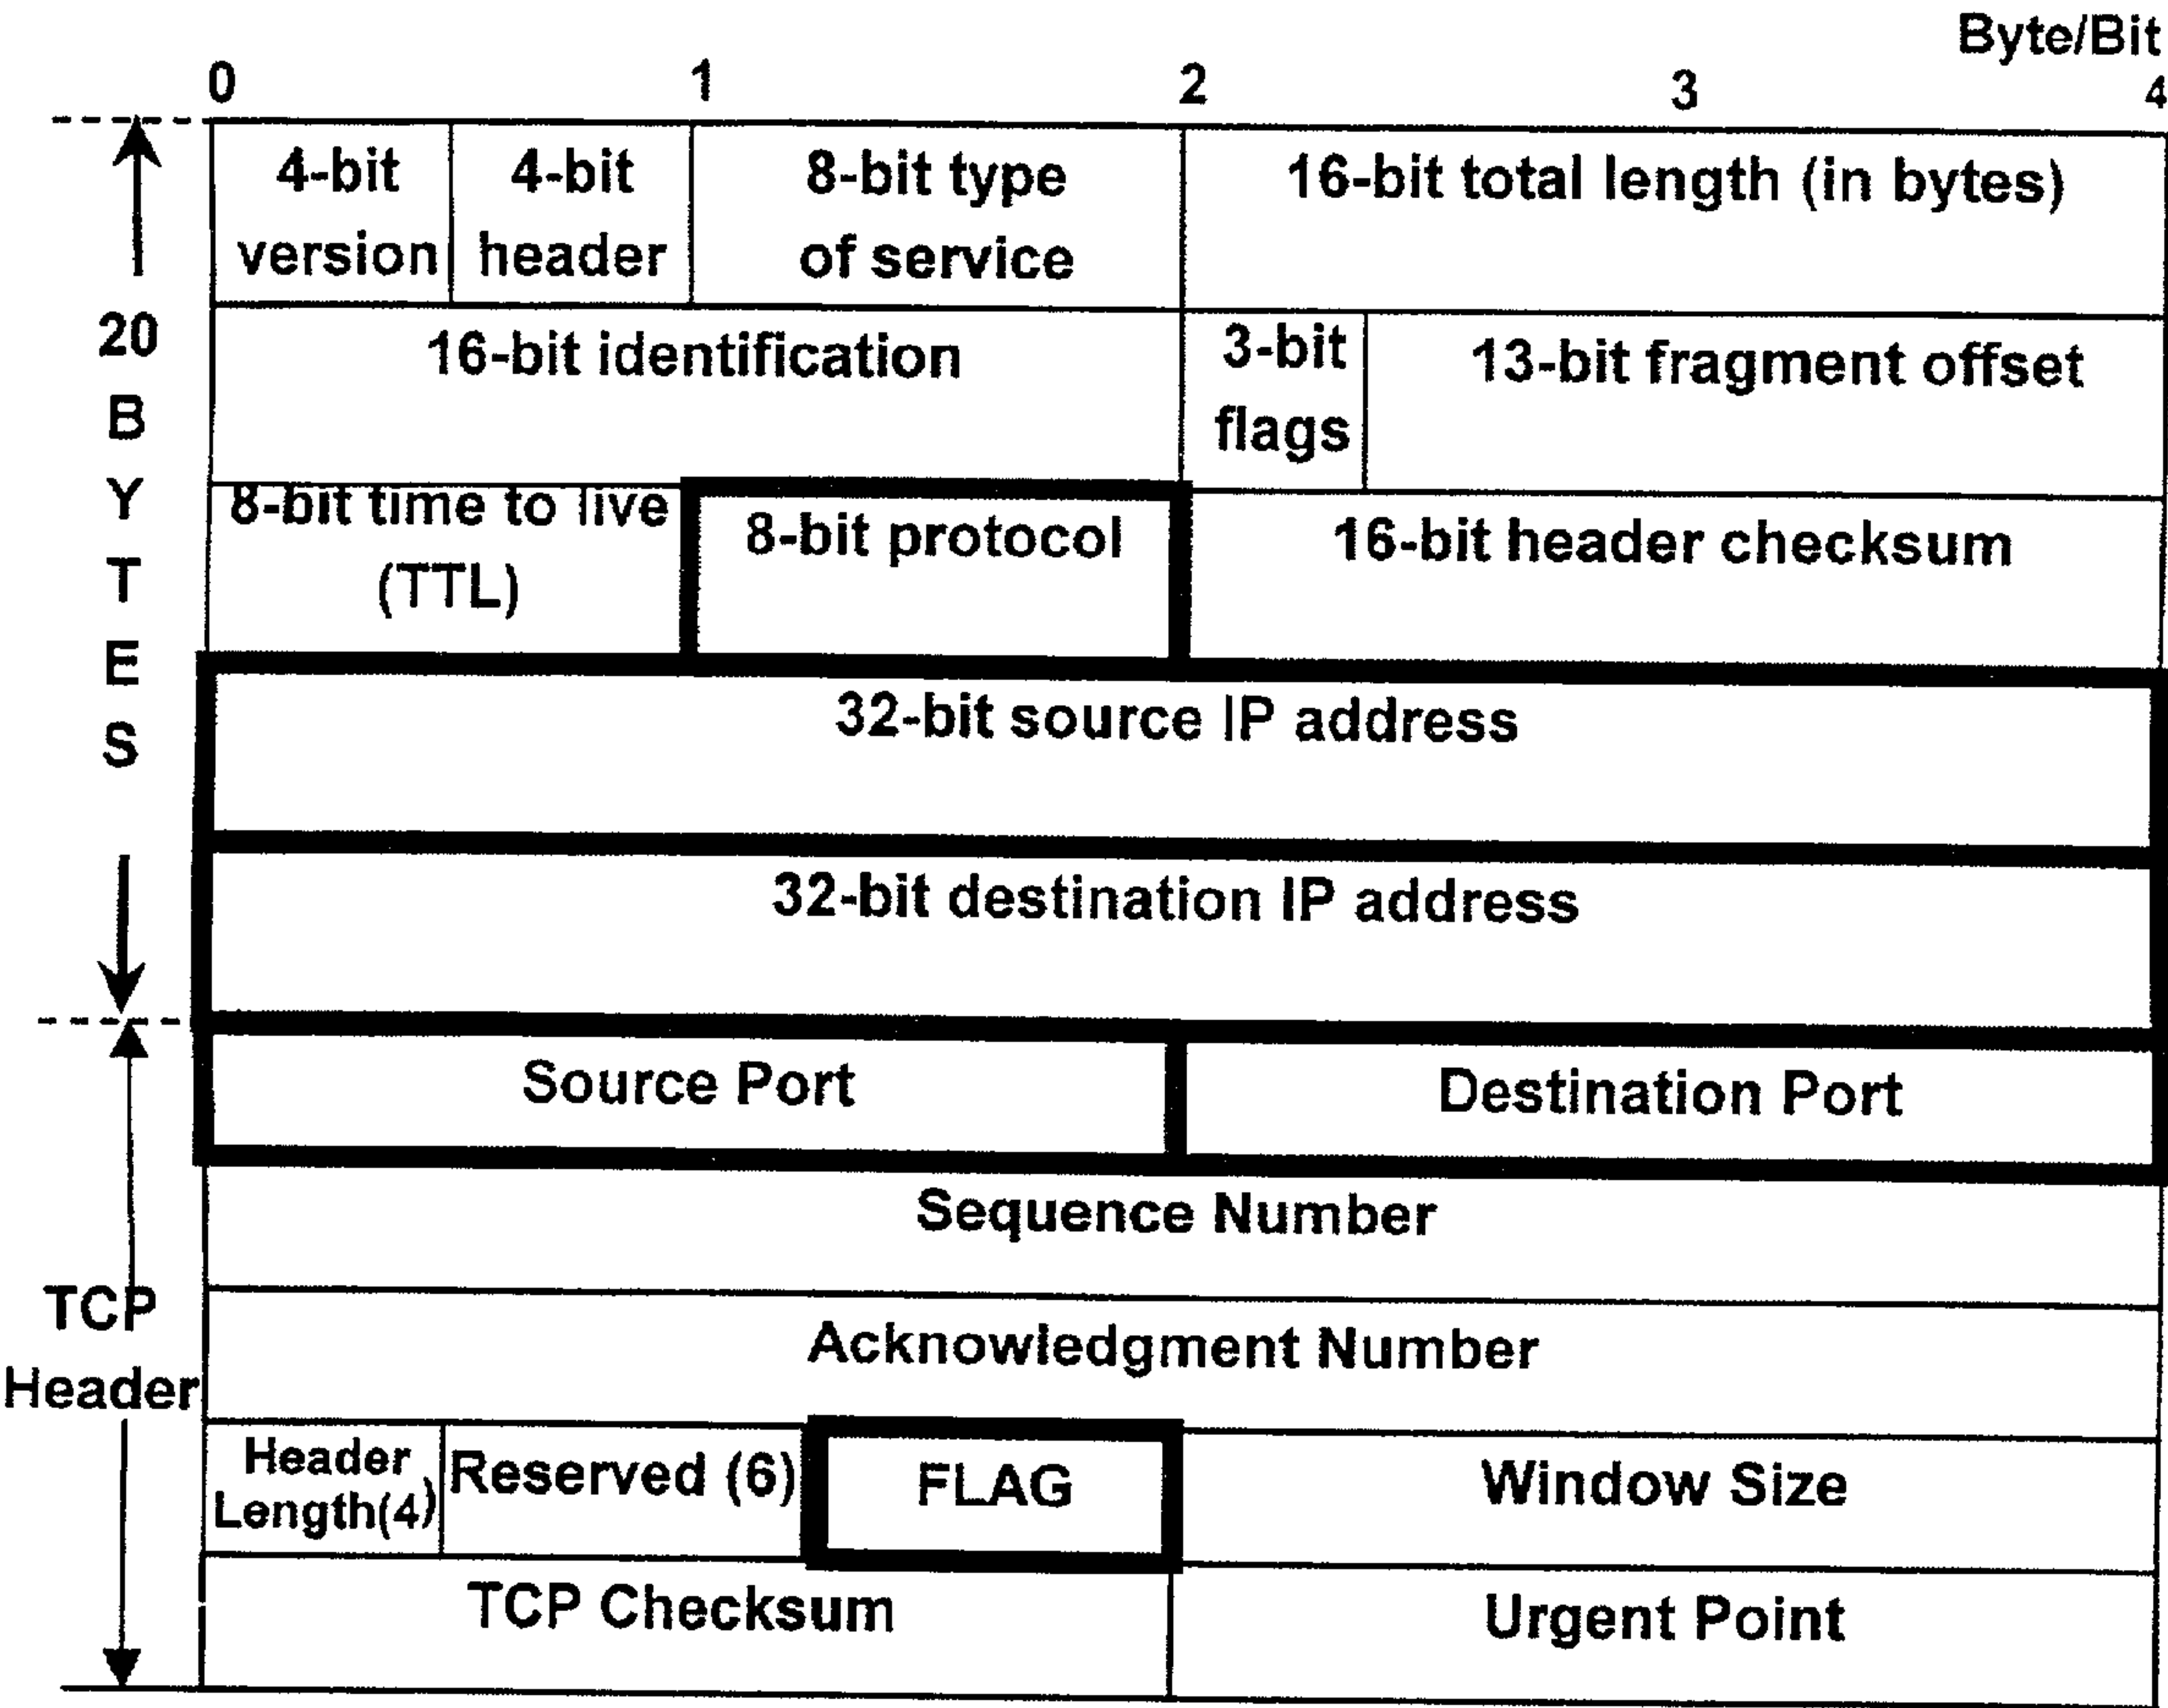 Byte/Bit
0 1 2 3 4
4-bit version
4-bit header
8-bit type of service
16-bit total length (in bytes)
20 BYTES
16-bit identification
3-bit flags
13-bit fragment offset
8-bit time to live (TTL)
8-bit protocol
16-bit header checksum
32-bit source IP address
32-bit destination IP address
Source Port
Destination Port
Sequence Number
TCP Header
Acknowledgment Number
Header Length(4)
Reserved (6)
FLAG
Window Size
TCP Checksum
Urgent Point